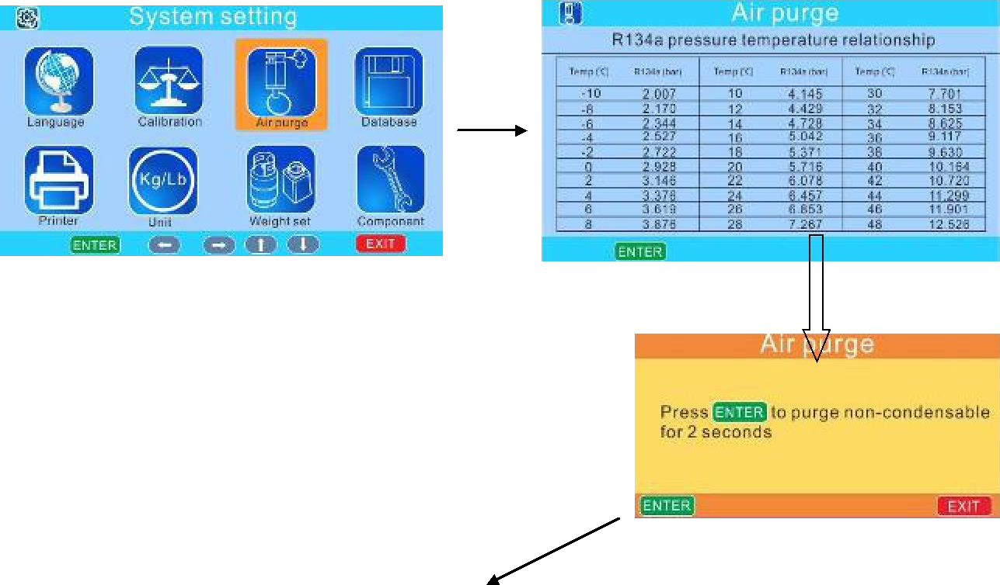 System setting
Language Calibration Air purge Database
Kg/Lb
Printer Unit Weight set Component
ENTER EXIT
Air purge
R134a pressure temperature relationship
Temp (℃) R134a (bar) Temp (℃) R134a (bar) Temp (℃) R134a (bar)
-10 2.007 10 4.145 30 7.701
-8 2.170 12 4.429 32 8.153
-6 2.344 14 4.728 34 8.625
-4 2.527 16 5.042 36 9.117
-2 2.722 18 5.371 38 9.630
0 2.928 20 5.716 40 10.164
2 3.146 22 6.078 42 10.720
4 3.376 24 6.457 44 11.299
6 3.619 26 6.853 46 11.901
8 3.876 28 7.267 48 12.526
ENTER
Air purge
Press ENTER to purge non-condensable
for 2 seconds
ENTER EXIT